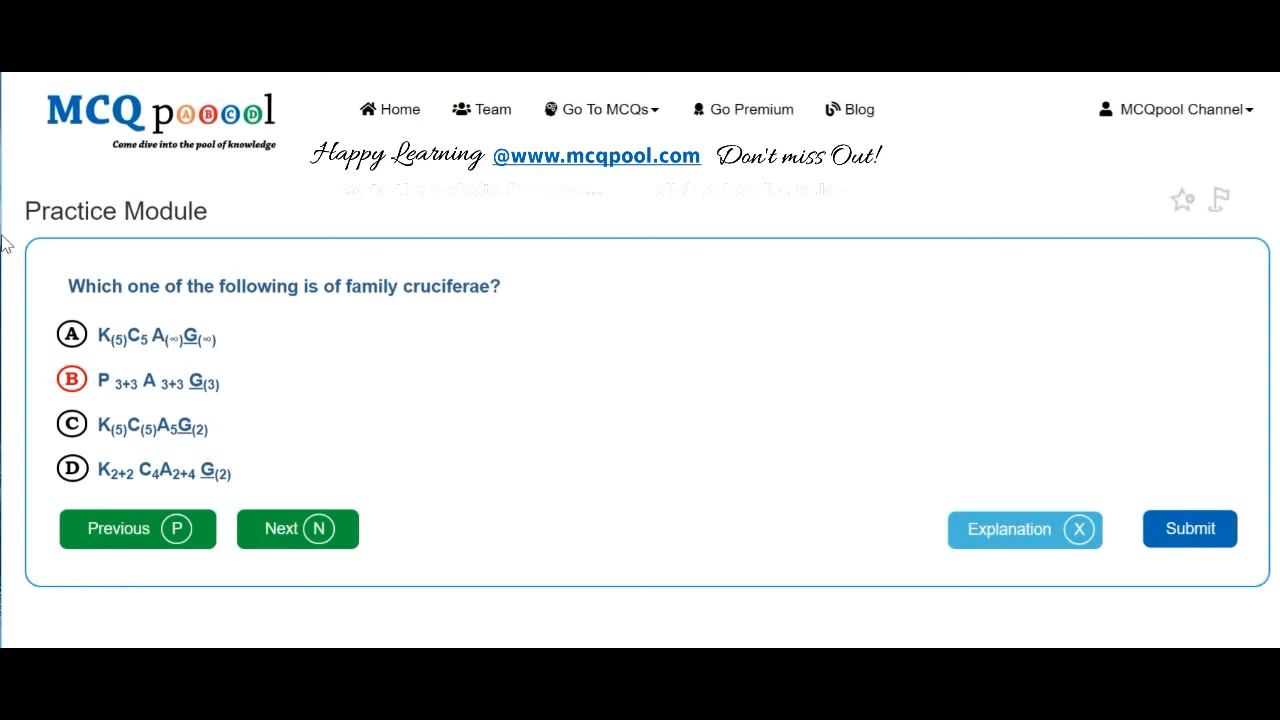 MCQ pooool
Come dive into the pool of knowledge
Home Team Go To MCQs Go Premium Blog MCQpool Channel
Happy Learning @www.mcqpool.com Don't miss Out!
Practice Module
Which one of the following is of family cruciferae?
A K(5)C5 A(∞)G(∞)
B P 3+3 A 3+3 G(3)
C K(5)C(5)A5G(2)
D K2+2 C4A2+4 G(2)
Previous P Next N Explanation X Submit